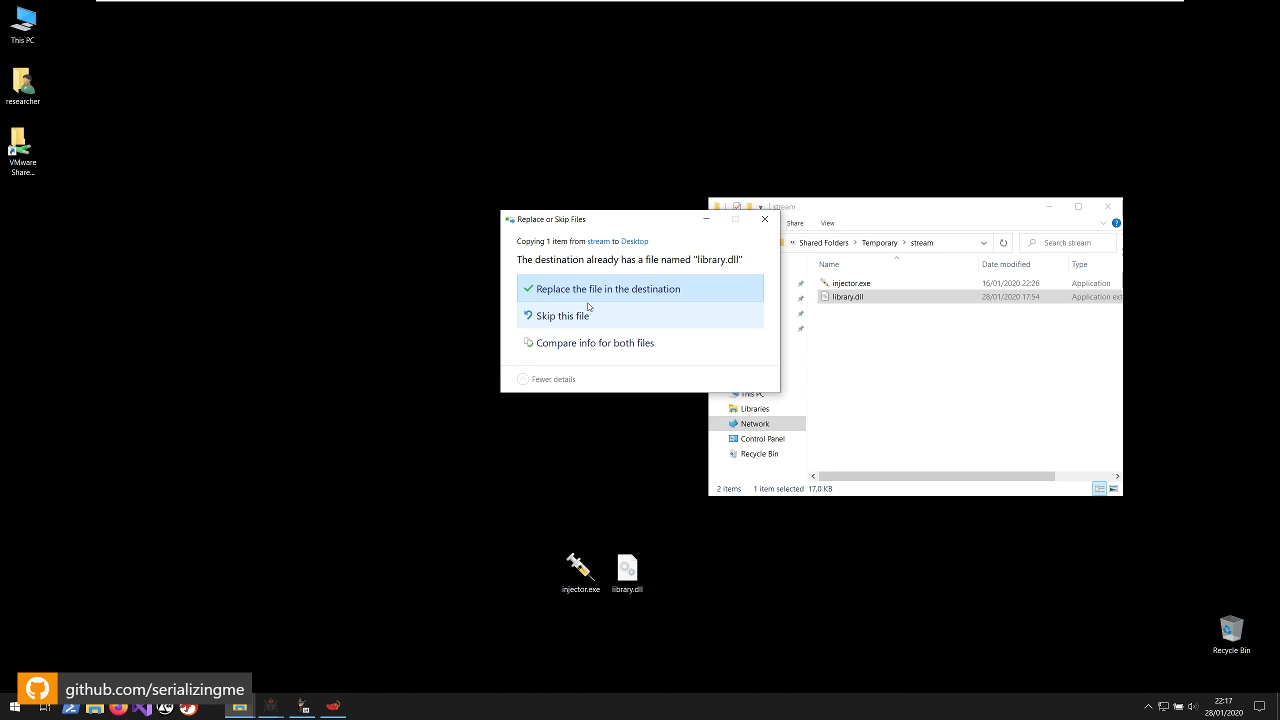 This PC
researcher
VMware
Share...
stream
Share
View
Shared Folders
Temporary
stream
Search stream
Name
Date modified
Type
injector.exe
16/01/2020 22:26
Application
library.dll
28/01/2020 17:54
Application ext
This PC
Libraries
Network
Control Panel
Recycle Bin
2 items
1 item selected
17,0 KB
Replace or Skip Files
Copying 1 item from stream to Desktop
The destination already has a file named "library.dll"
Replace the file in the destination
Skip this file
Compare info for both files
Fewer details
injector.exe
library.dll
Recycle Bin
github.com/serializingme
22:17
28/01/2020